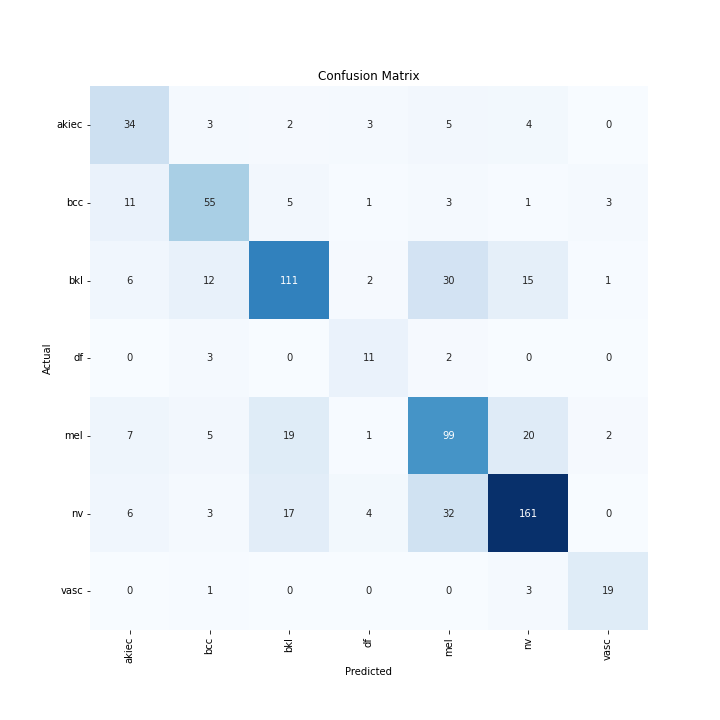 Confusion Matrix
akiec 34 3 2 3 5 4 0
bcc 11 55 5 1 3 1 3
bkl 6 12 111 2 30 15 1
df 0 3 0 11 2 0 0
mel 7 5 19 1 99 20 2
nv 6 3 17 4 32 161 0
vasc 0 1 0 0 0 3 19
Actual
akiec bcc bkl df mel nv vasc
Predicted